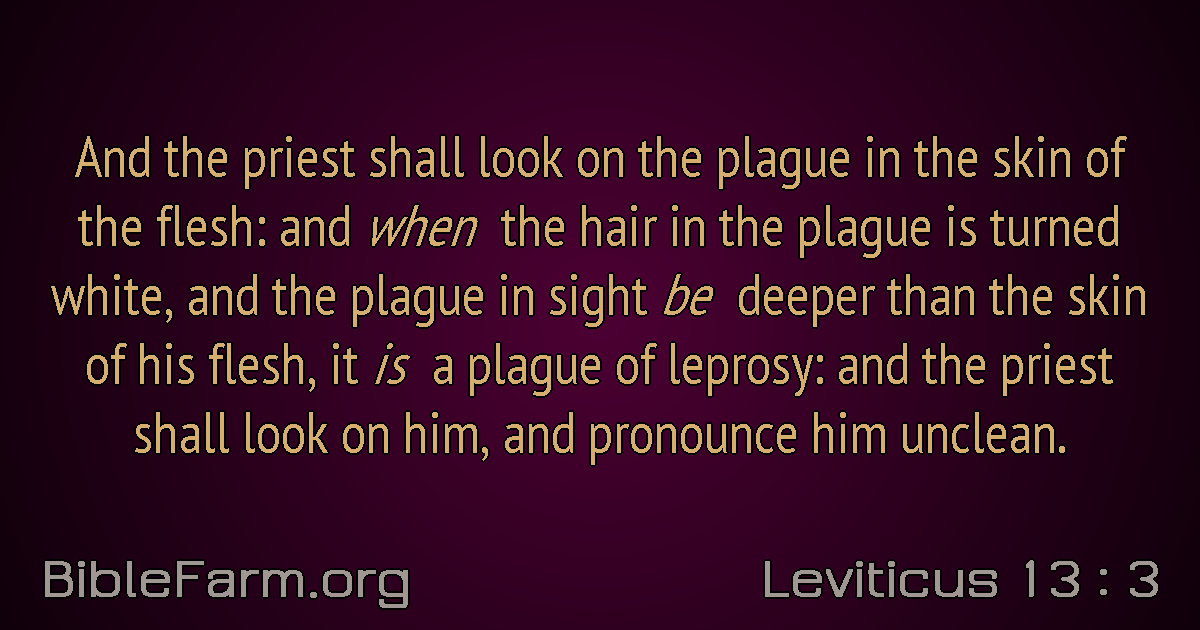 And the priest shall look on the plague in the skin of
the flesh: and when the hair in the plague is turned
white, and the plague in sight be deeper than the skin
of his flesh, it is a plague of leprosy: and the priest
shall look on him, and pronounce him unclean.
BibleFarm.org
Leviticus 13 : 3